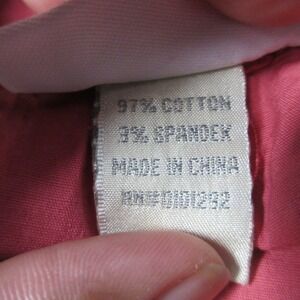 97% COTTON
3% SPANDEX
MADE IN CHINA
RN#0101292